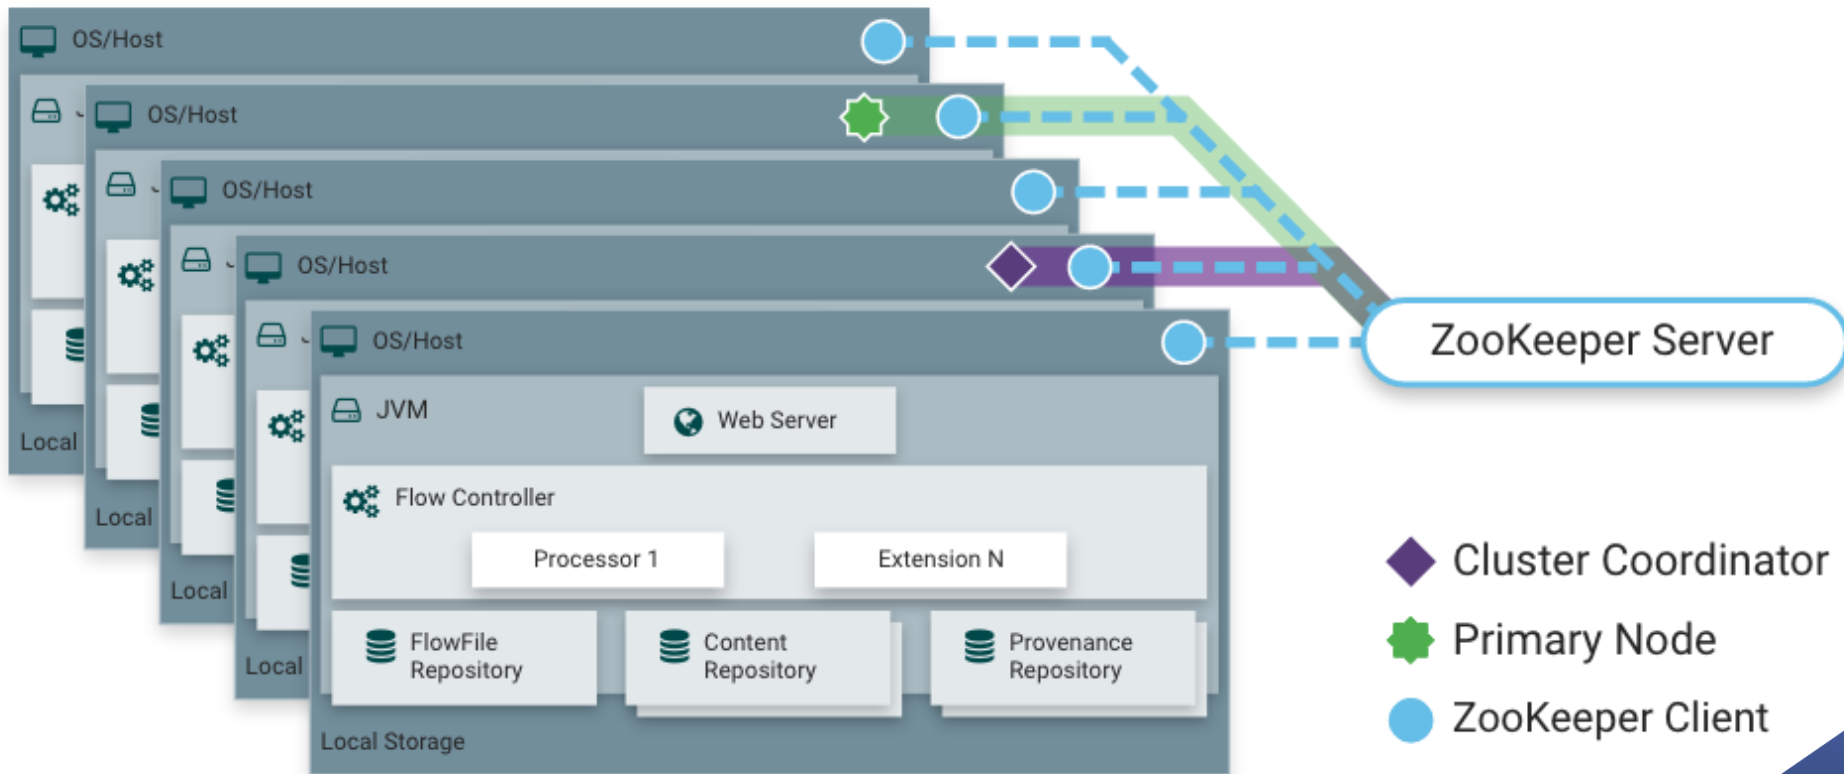 OS/Host
OS/Host
OS/Host
OS/Host
OS/Host
ZooKeeper Server
JVM
Web Server
Local
Flow Controller
Local
Processor 1
Extension N
Cluster Coordinator
Local
FlowFile
Repository
Content
Repository
Provenance
Repository
Primary Node
Local
ZooKeeper Client
Local Storage